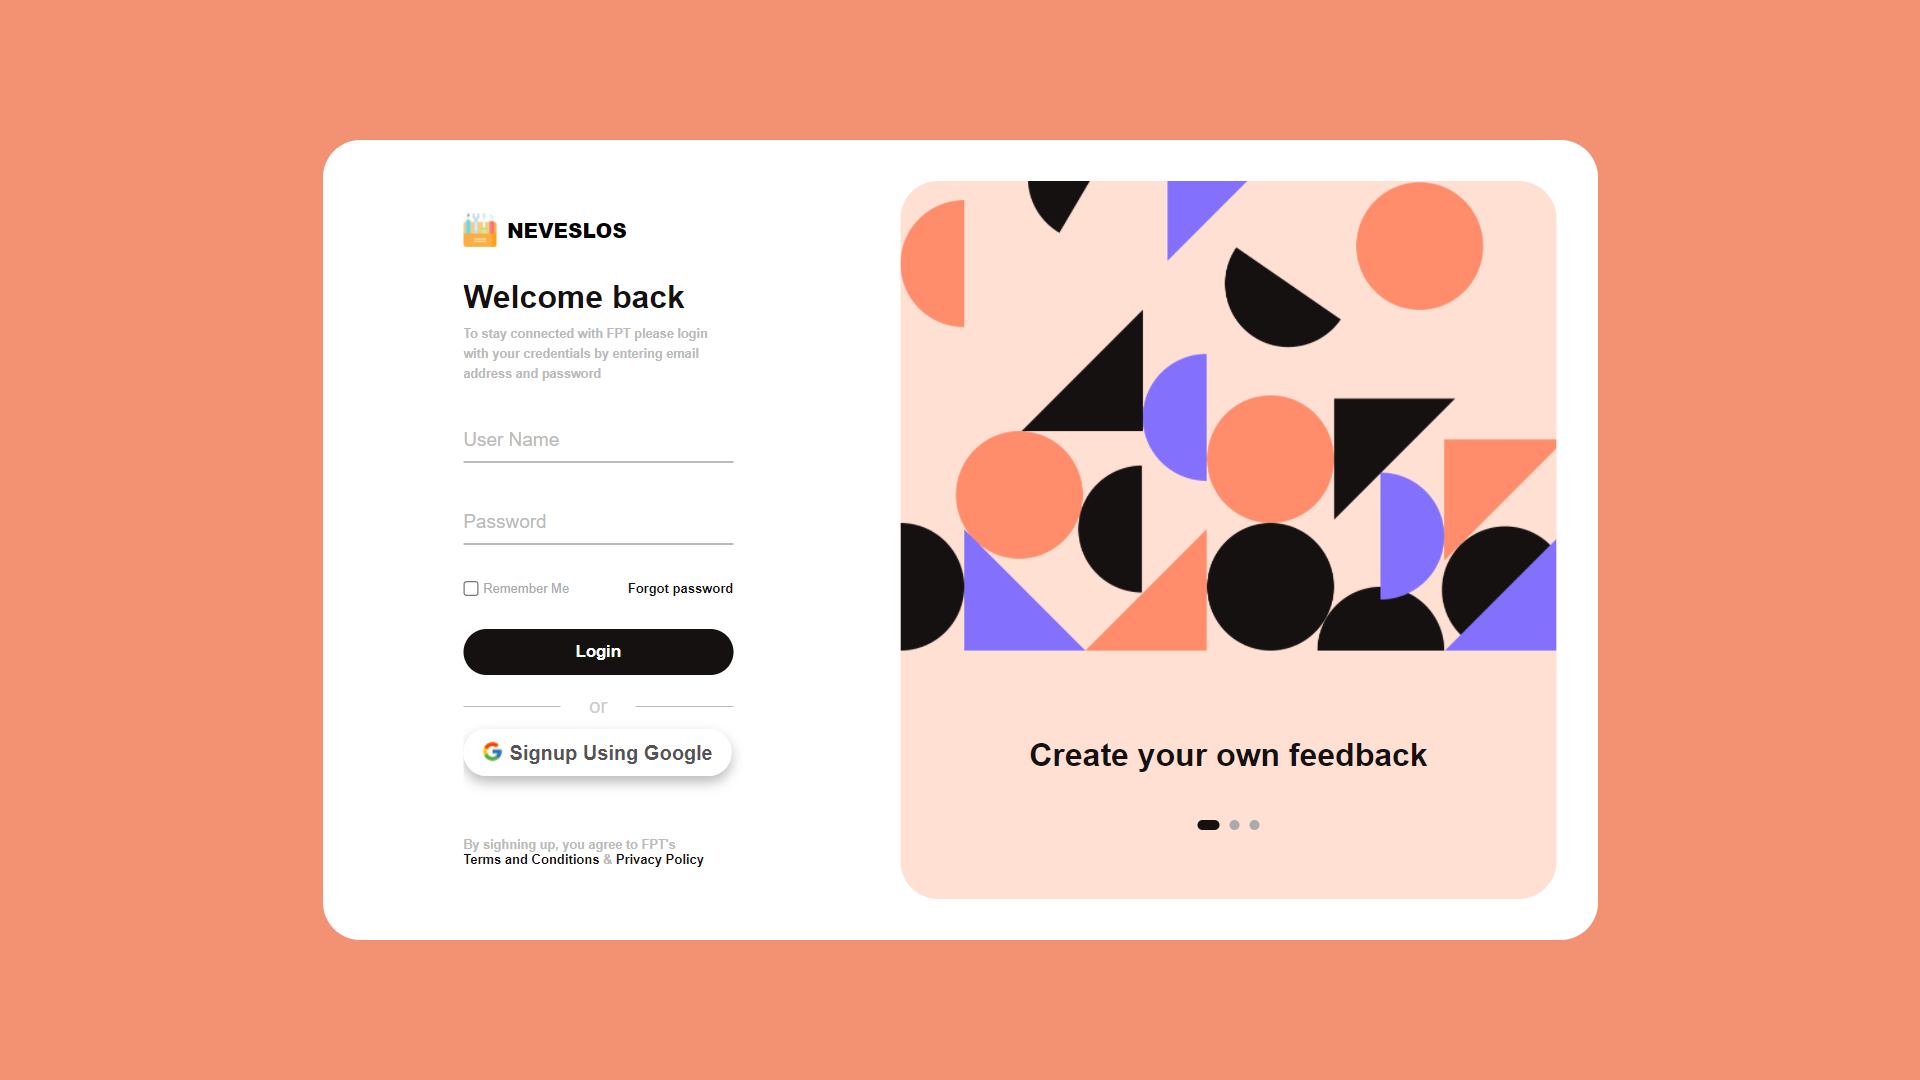 NEVESLOS
Welcome back
To stay connected with FPT please login
with your credentials by entering email
address and password
User Name
Password
Remember Me
Forgot password
Login
or
Signup Using Google
By sighning up, you agree to FPT's
Terms and Conditions & Privacy Policy
Create your own feedback